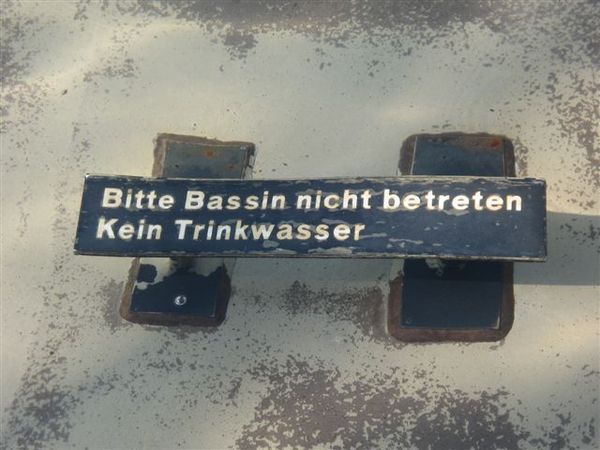 Bitte Bassin nicht betreten
Kein Trinkwasser